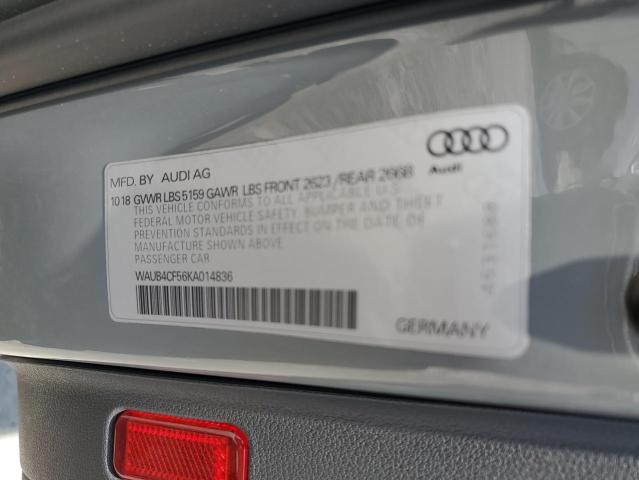 MFD. BY AUDI AG
10 18 GVWR LBS 5159 GAWR LBS FRONT 2623 / REAR 2668
THIS VEHICLE CONFORMS TO ALL APPLICABLE U.S.
FEDERAL MOTOR VEHICLE SAFETY, BUMPER AND THEFT
PREVENTION STANDARDS IN EFFECT ON THE DATE OF
MANUFACTURE SHOWN ABOVE
PASSENGER CAR
WAUB4CF56KA014836
Audi
4531688
GERMANY